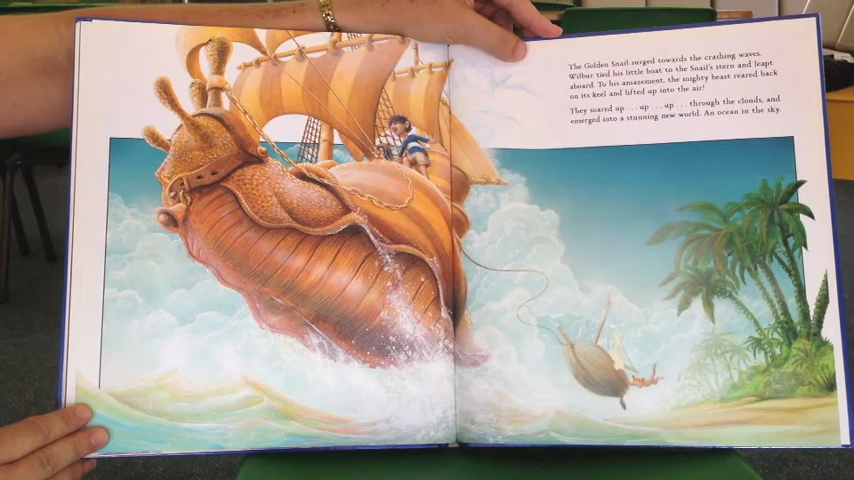 The Golden Snail surged towards the crashing waves.
Wilbur tied his little boat to the Snail's stern and leapt
aboard. To his amazement, the mighty beast reared back
on its keel and lifted up into the air!
They soared up . . . up . . . up . . . through the clouds, and
emerged into a stunning new world. An ocean in the sky.